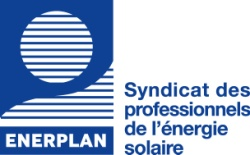 ENERPLAN
Syndicat des
professionnels
de l'énergie
solaire